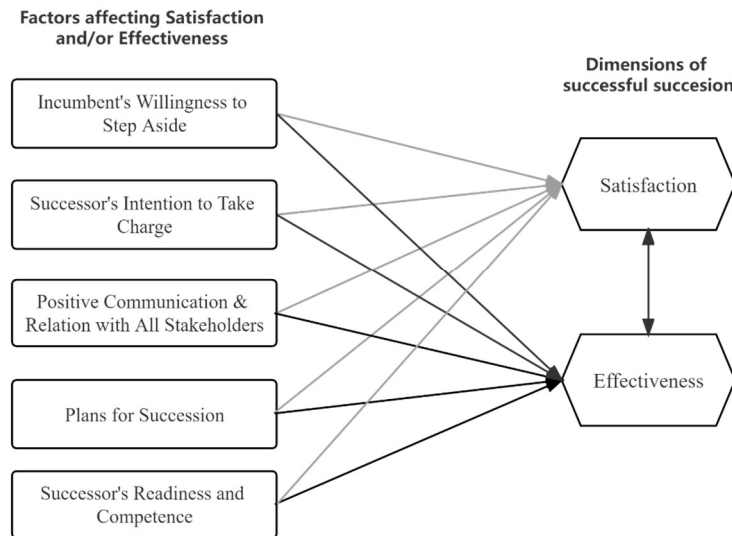 Factors affecting Satisfaction
and/or Effectiveness
Incumbent's Willingness to
Step Aside
Successor's Intention to Take
Charge
Positive Communication &
Relation with All Stakeholders
Plans for Succession
Successor's Readiness and
Competence
Dimensions of
successful succesion
Satisfaction
Effectiveness